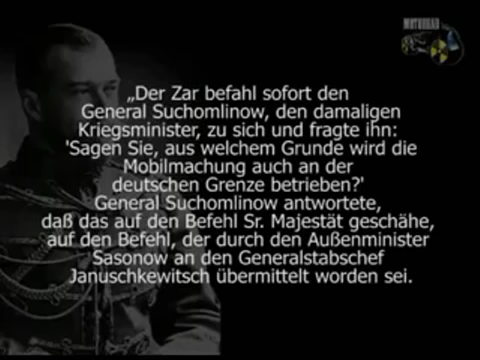 MOTORRAD
„Der Zar befahl sofort den
General Suchomlinow, den damaligen
Kriegsminister, zu sich und fragte ihn:
'Sagen Sie, aus welchem Grunde wird die
Mobilmachung auch an der
deutschen Grenze betrieben?'
General Suchomlinow antwortete,
daß das auf den Befehl Sr. Majestät geschähe,
auf den Befehl, der durch den Außenminister
Sasonow an den Generalstabschef
Januschkewitsch übermittelt worden sei.